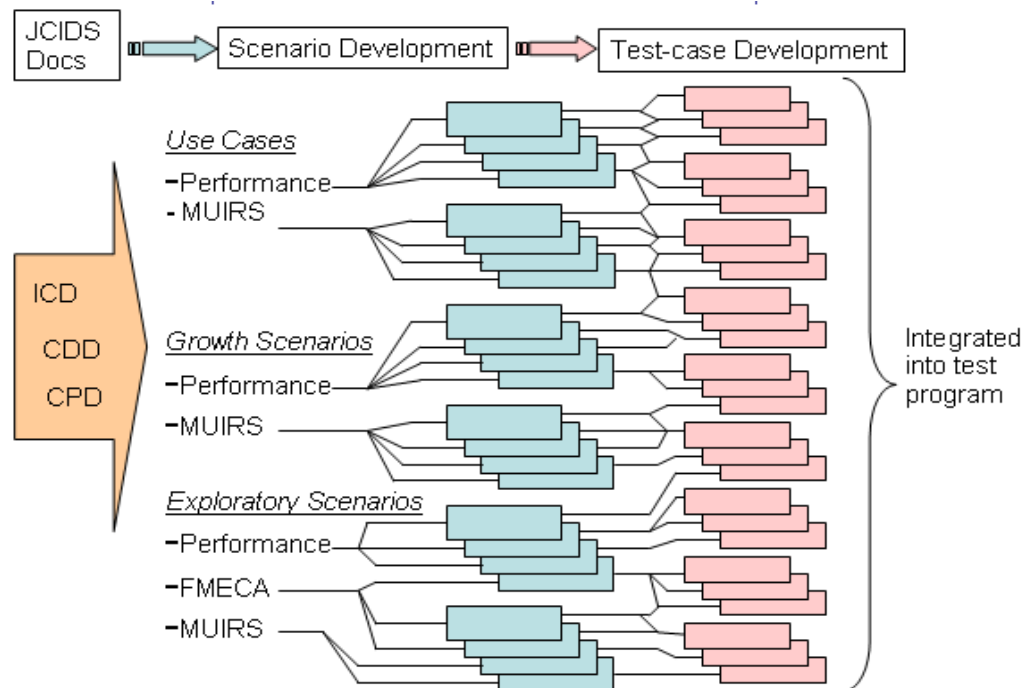 JCIDS
Docs
Scenario Development
Test-case Development
Use Cases
-Performance
- MUIRS
ICD
CDD
CPD
Growth Scenarios
-Performance
-MUIRS
Exploratory Scenarios
-Performance
-FMECA
-MUIRS
Integrated
into test
program